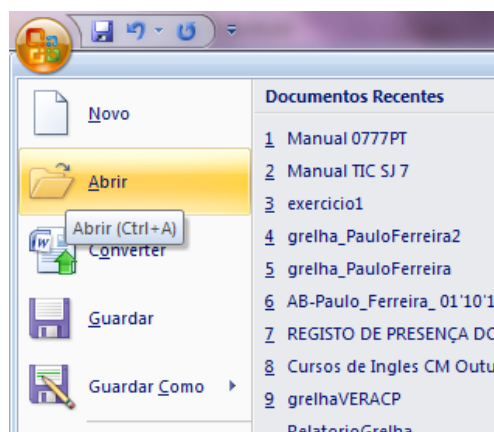 Novo
Abrir
Abrir (Ctrl+A)
Converter
Guardar
Guardar Como
Documentos Recentes
1 Manual 0777PT
2 Manual TIC SJ 7
3 exercicio1
4 grelha_PauloFerreira2
5 grelha_PauloFerreira
6 AB-Paulo_Ferreira_ 01'10'1
7 REGISTO DE PRESENÇA DO
8 Cursos de Ingles CM Outu
9 grelhaVERACP
RelatorioGrelha